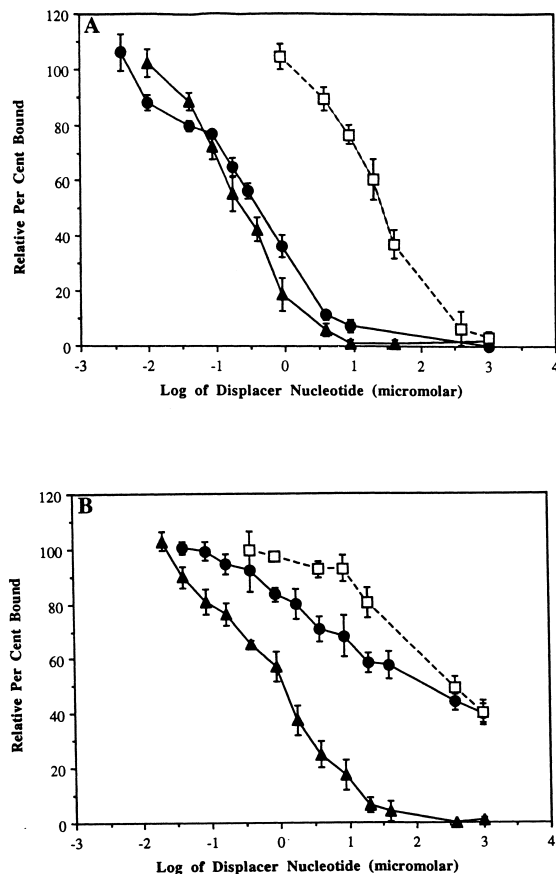 A
120
100
80
60
40
20
0
Relative Per Cent Bound
-3 -2 -1 0 1 2 3 4
Log of Displacer Nucleotide (micromolar)
B
120
100
80
60
40
20
0
Relative Per Cent Bound
-3 -2 -1 0 1 2 3 4
Log of Displacer Nucleotide (micromolar)